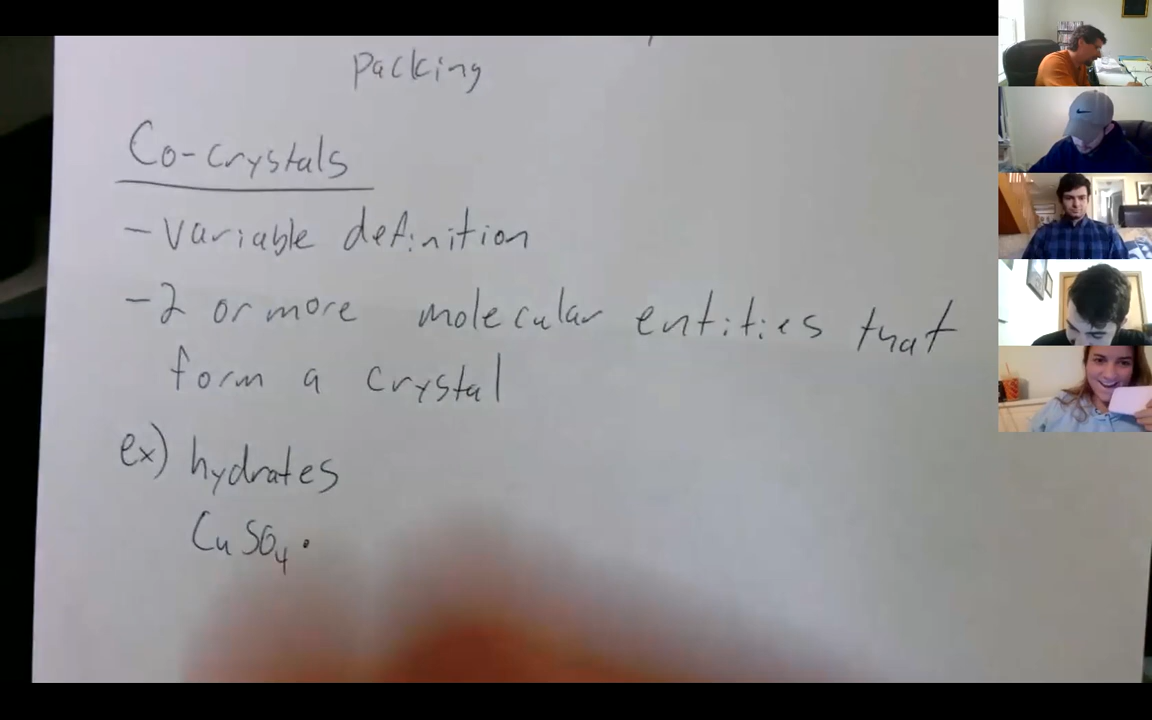 packing
Co-crystals
- variable definition
- 2 or more molecular entities that
form a crystal
ex) hydrates
CuSO₄ ·